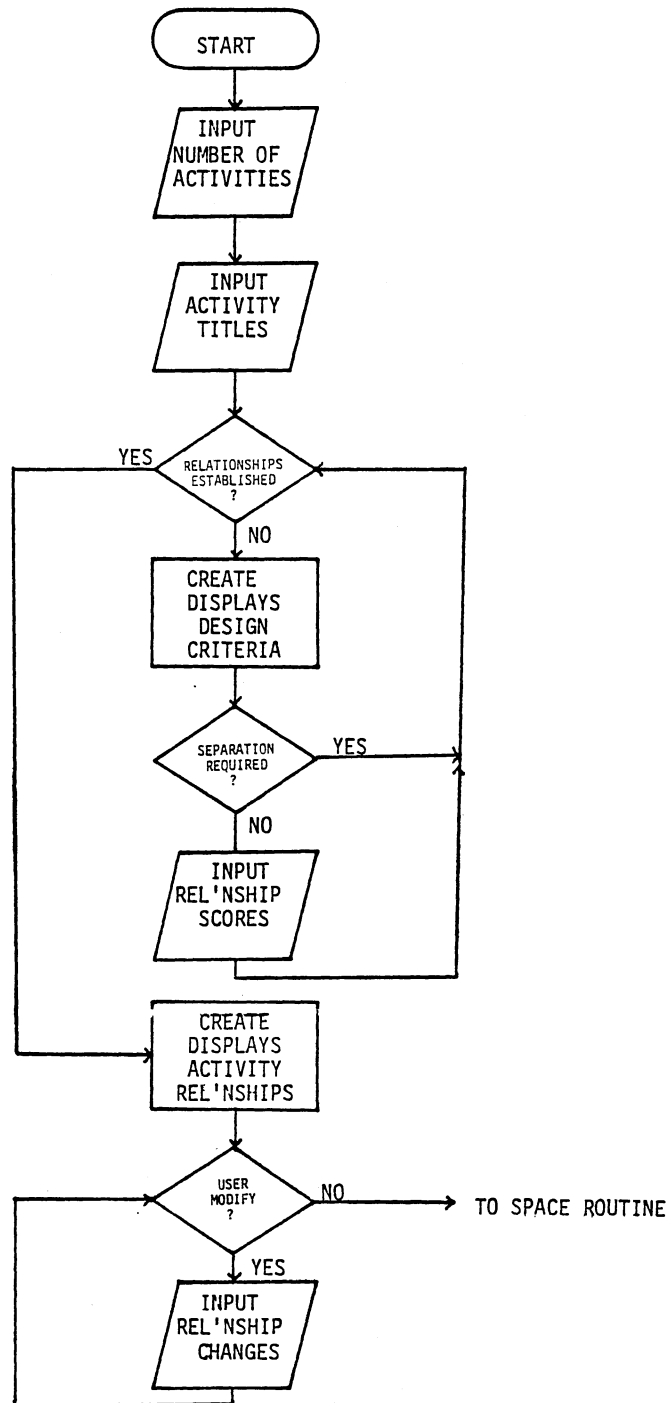 START
INPUT
NUMBER OF
ACTIVITIES
INPUT
ACTIVITY
TITLES
YES
RELATIONSHIPS
ESTABLISHED
?
NO
CREATE
DISPLAYS
DESIGN
CRITERIA
SEPARATION
REQUIRED
?
YES
NO
INPUT
REL'NSHIP
SCORES
CREATE
DISPLAYS
ACTIVITY
REL'NSHIPS
USER
MODIFY
?
NO
TO SPACE ROUTINE
YES
INPUT
REL'NSHIP
CHANGES